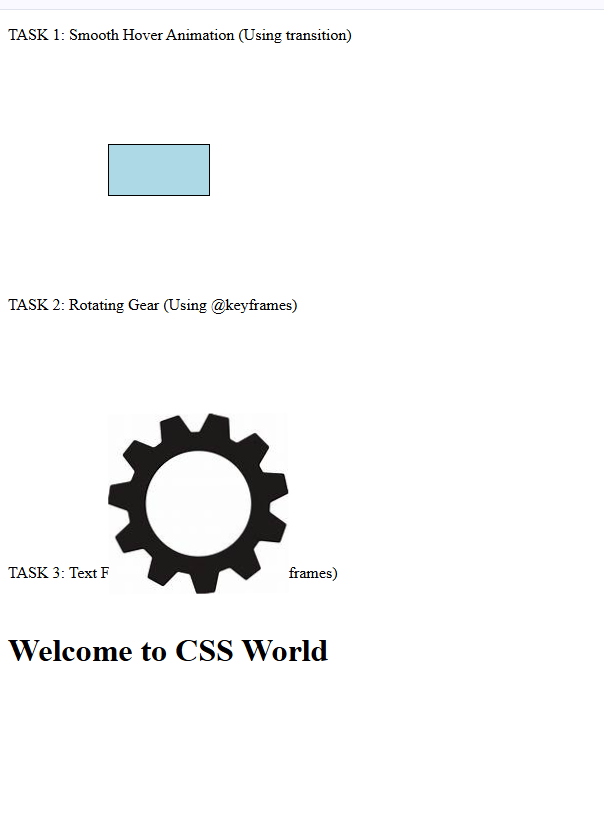 TASK 1: Smooth Hover Animation (Using transition)
TASK 2: Rotating Gear (Using @keyframes)
TASK 3: Text F frames)
Welcome to CSS World